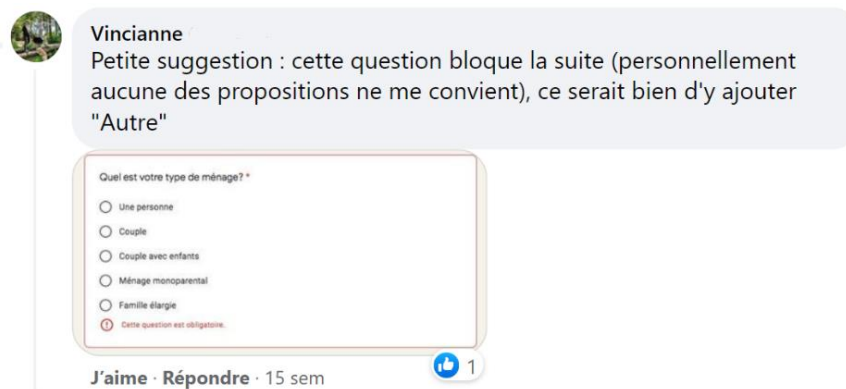 Vincianne
Petite suggestion : cette question bloque la suite (personnellement
aucune des propositions ne me convient), ce serait bien d'y ajouter
"Autre"
Quel est votre type de ménage? *
Une personne
Couple
Couple avec enfants
Ménage monoparental
Famille élargie
Cette question est obligatoire.
1
J'aime · Répondre · 15 sem